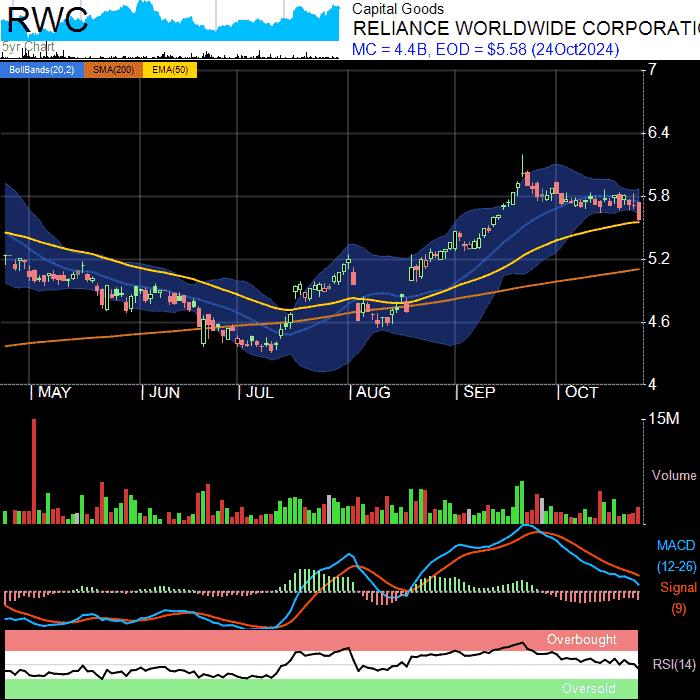 RWC
5yr Chart
Capital Goods
RELIANCE WORLDWIDE CORPORATI
MC = 4.4B, EOD = $5.58 (24Oct2024)
BollBands(20,2) SMA(200) EMA(50)
7
6.4
5.8
5.2
4.6
4
MAY JUN JUL AUG SEP OCT
15M
Volume
MACD
(12-26)
Signal
(9)
Overbought
RSI(14)
Oversold